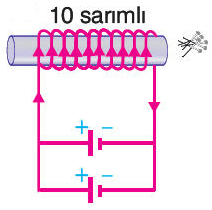 10 sarımlı
+ −
+ −